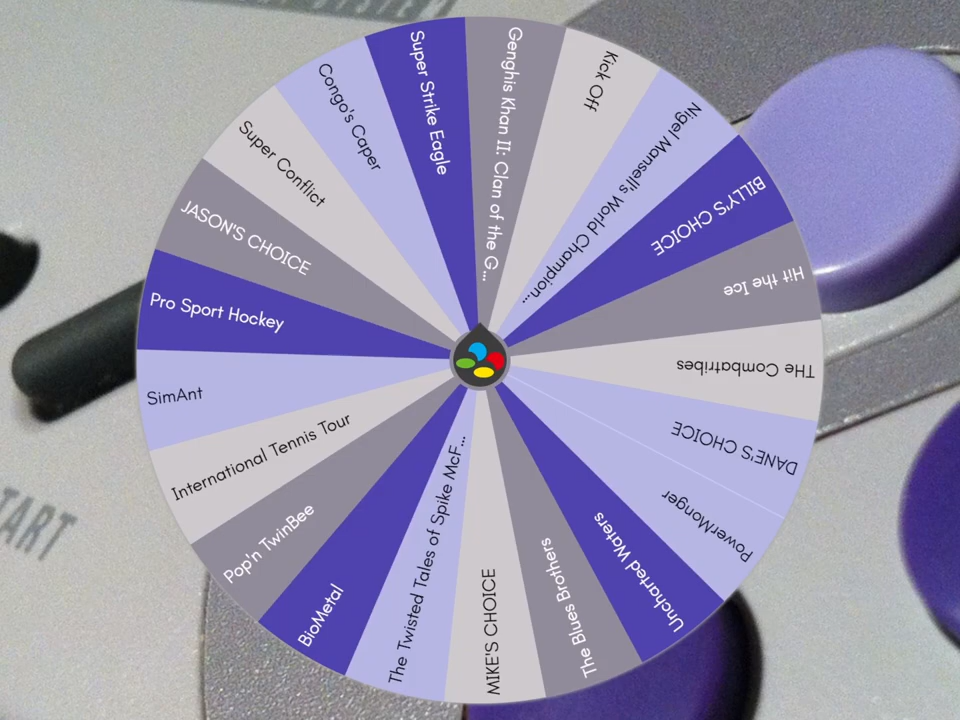 Genghis Khan II: Clan of the G...
Kick Off
Nigel Mansell's World Champion...
BILLY'S CHOICE
Hit the Ice
THe Combatribes
DANE'S CHOICE
PowerMonger
Uncharted Waters
The Blues Brothers
MIKE'S CHOICE
The Twisted Tales of Spike McF...
BioMetal
Pop'n TwinBee
International Tennis Tour
SimAnt
Pro Sport Hockey
JASON'S CHOICE
Super Conflict
Congo's Caper
Super Strike Eagle